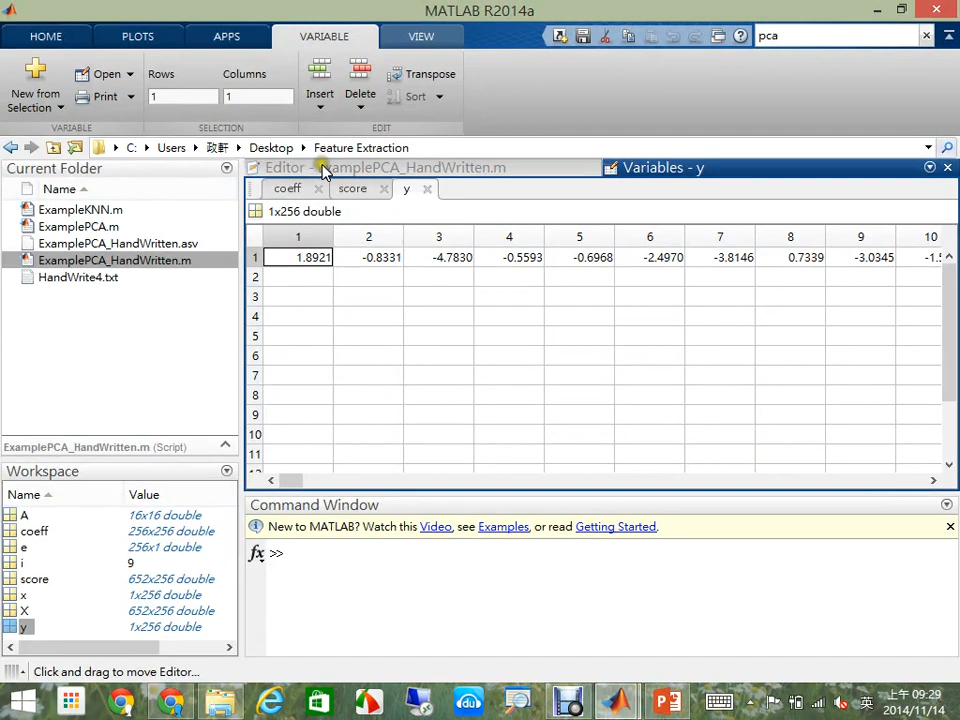 MATLAB R2014a
HOME PLOTS APPS VARIABLE VIEW pca
New from Selection
Open
Print
Rows
1
Columns
1
Insert
Delete
Transpose
Sort
VARIABLE SELECTION EDIT
C: Users 政軒 Desktop Feature Extraction
Current Folder
Name
ExampleKNN.m
ExamplePCA.m
ExamplePCA_HandWritten.asv
ExamplePCA_HandWritten.m
HandWrite4.txt
ExamplePCA_HandWritten.m (Script)
Workspace
Name Value
A 16x16 double
coeff 256x256 double
e 256x1 double
i 9
score 652x256 double
x 1x256 double
X 652x256 double
y 1x256 double
Editor - ExamplePCA_HandWritten.m
Variables - y
coeff score y
1x256 double
1 2 3 4 5 6 7 8 9 10
1 1.8921 -0.8331 -4.7830 -0.5593 -0.6968 -2.4970 -3.8146 0.7339 -3.0345
2
3
4
5
6
7
8
9
10
11
Command Window
New to MATLAB? Watch this Video, see Examples, or read Getting Started.
fx >>
Click and drag to move Editor...
英
上午 09:29
2014/11/14